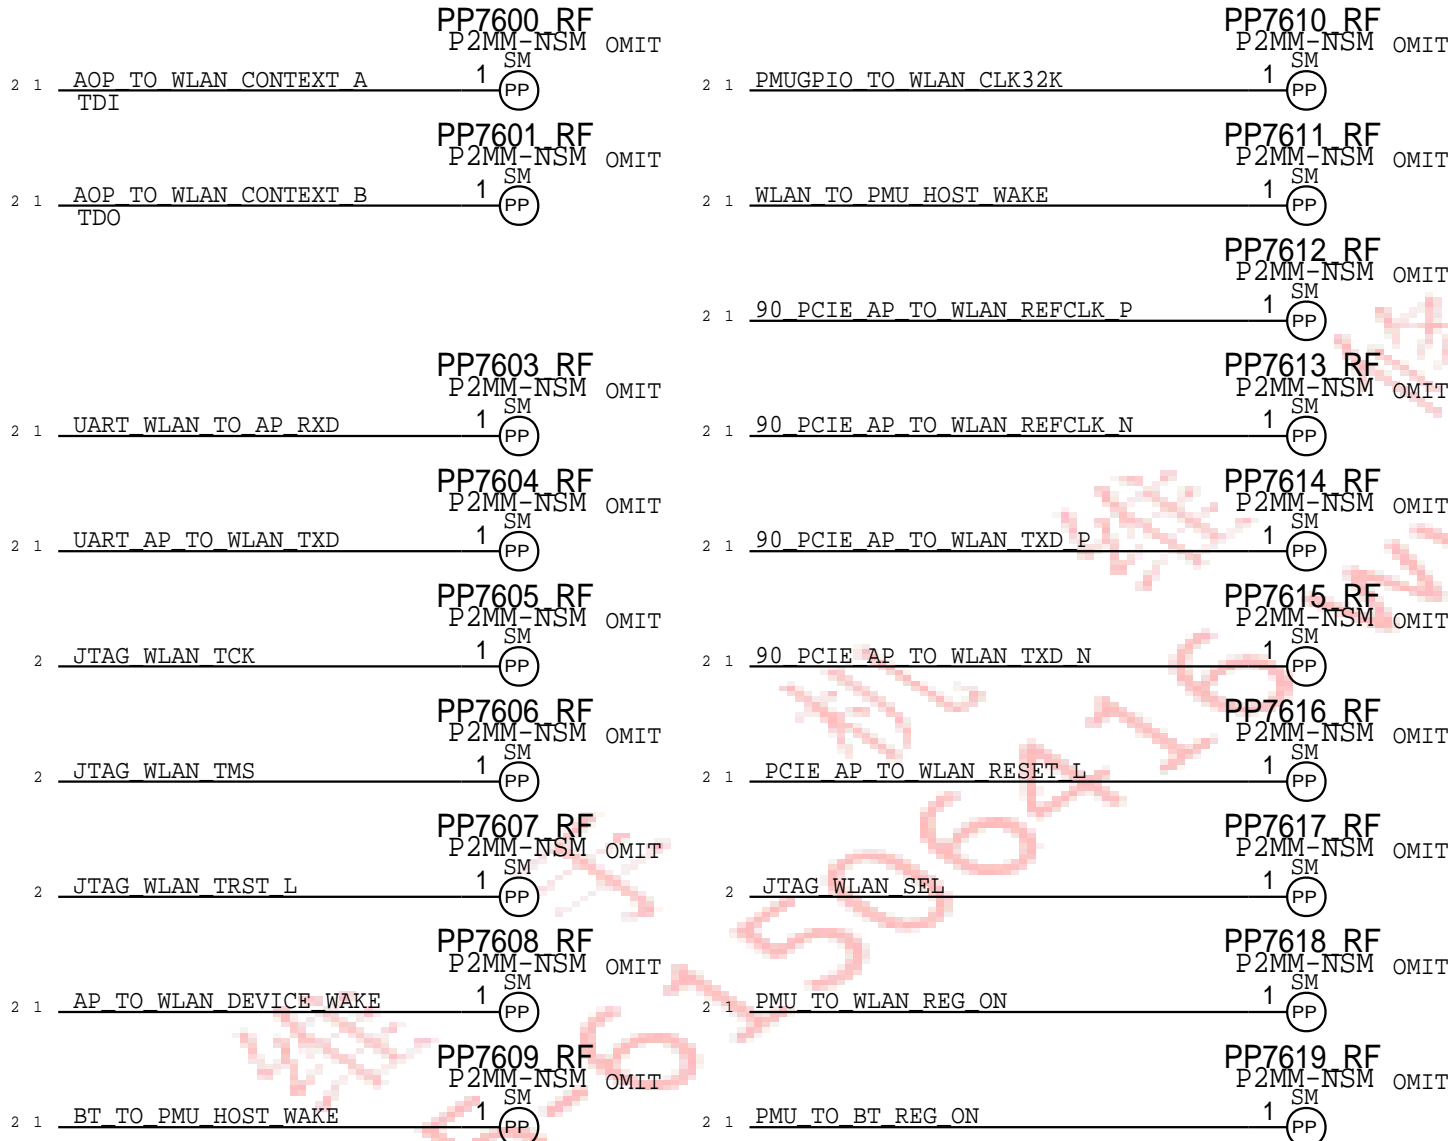 PP7600_RF
P2MM-NSM OMIT
SM
2 1 AOP_TO_WLAN_CONTEXT_A 1 PP
TDI
PP7601_RF
P2MM-NSM OMIT
SM
2 1 AOP_TO_WLAN_CONTEXT_B 1 PP
TDO
PP7603_RF
P2MM-NSM OMIT
SM
2 1 UART_WLAN_TO_AP_RXD 1 PP
PP7604_RF
P2MM-NSM OMIT
SM
2 1 UART_AP_TO_WLAN_TXD 1 PP
PP7605_RF
P2MM-NSM OMIT
SM
2 JTAG_WLAN_TCK 1 PP
PP7606_RF
P2MM-NSM OMIT
SM
2 JTAG_WLAN_TMS 1 PP
PP7607_RF
P2MM-NSM OMIT
SM
2 JTAG_WLAN_TRST_L 1 PP
PP7608_RF
P2MM-NSM OMIT
SM
2 1 AP_TO_WLAN_DEVICE_WAKE 1 PP
PP7609_RF
P2MM-NSM OMIT
SM
2 1 BT_TO_PMU_HOST_WAKE 1 PP
PP7610_RF
P2MM-NSM OMIT
SM
2 1 PMUGPIO_TO_WLAN_CLK32K 1 PP
PP7611_RF
P2MM-NSM OMIT
SM
2 1 WLAN_TO_PMU_HOST_WAKE 1 PP
PP7612_RF
P2MM-NSM OMIT
SM
2 1 90_PCIE_AP_TO_WLAN_REFCLK_P 1 PP
PP7613_RF
P2MM-NSM OMIT
SM
2 1 90_PCIE_AP_TO_WLAN_REFCLK_N 1 PP
PP7614_RF
P2MM-NSM OMIT
SM
2 1 90_PCIE_AP_TO_WLAN_TXD_P 1 PP
PP7615_RF
P2MM-NSM OMIT
SM
2 1 90_PCIE_AP_TO_WLAN_TXD_N 1 PP
PP7616_RF
P2MM-NSM OMIT
SM
2 1 PCIE_AP_TO_WLAN_RESET_L 1 PP
PP7617_RF
P2MM-NSM OMIT
SM
2 JTAG_WLAN_SEL 1 PP
PP7618_RF
P2MM-NSM OMIT
SM
2 1 PMU_TO_WLAN_REG_ON 1 PP
PP7619_RF
P2MM-NSM OMIT
SM
2 1 PMU_TO_BT_REG_ON 1 PP
61506416